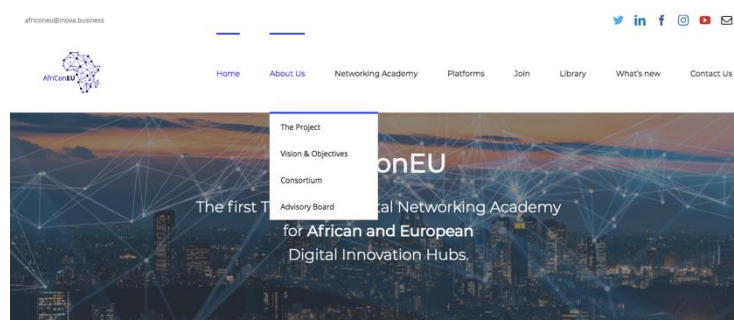 africoneu@inova.business
AfriConEU
Home About Us Networking Academy Platforms Join Library What's new Contact Us
The Project
Vision & Objectives
Consortium
Advisory Board
onEU
The first T tal Networking Academy
for African and European
Digital Innovation Hubs.